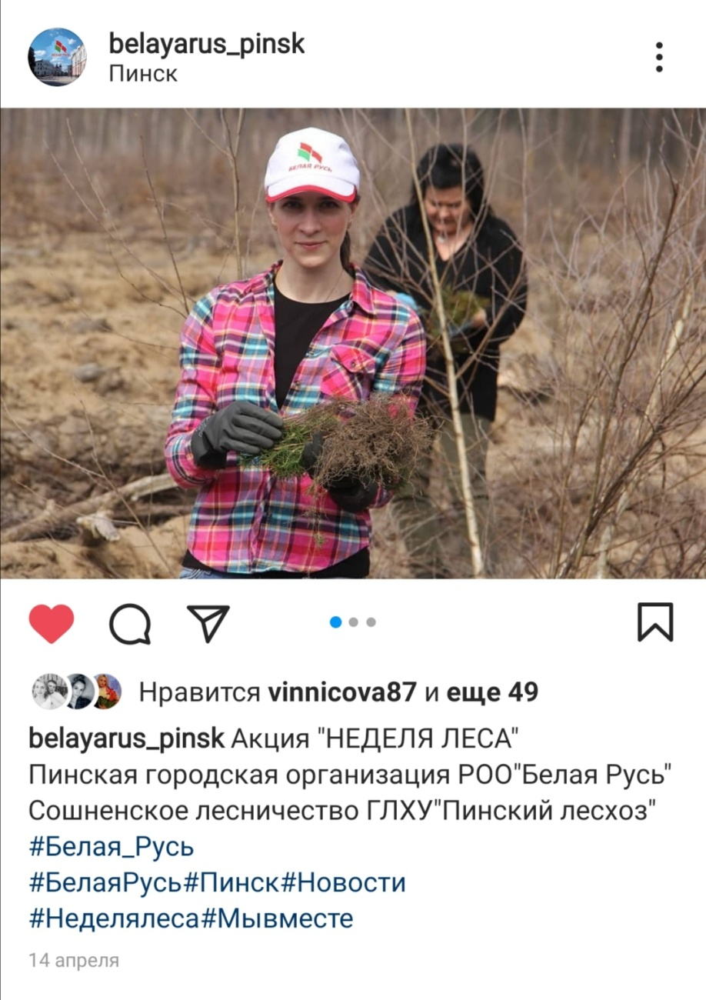 belayarus_pinsk
Пинск
БЕЛАЯ РУСЬ
Нравится vinnicova87 и еще 49
belayarus_pinsk Акция "НЕДЕЛЯ ЛЕСА"
Пинская городская организация РОО"Белая Русь"
Сошненское лесничество ГЛХУ"Пинский лесхоз"
#Белая_Русь
#БелаяРусь#Пинск#Новости
#Неделялеса#Мывместе
14 апреля